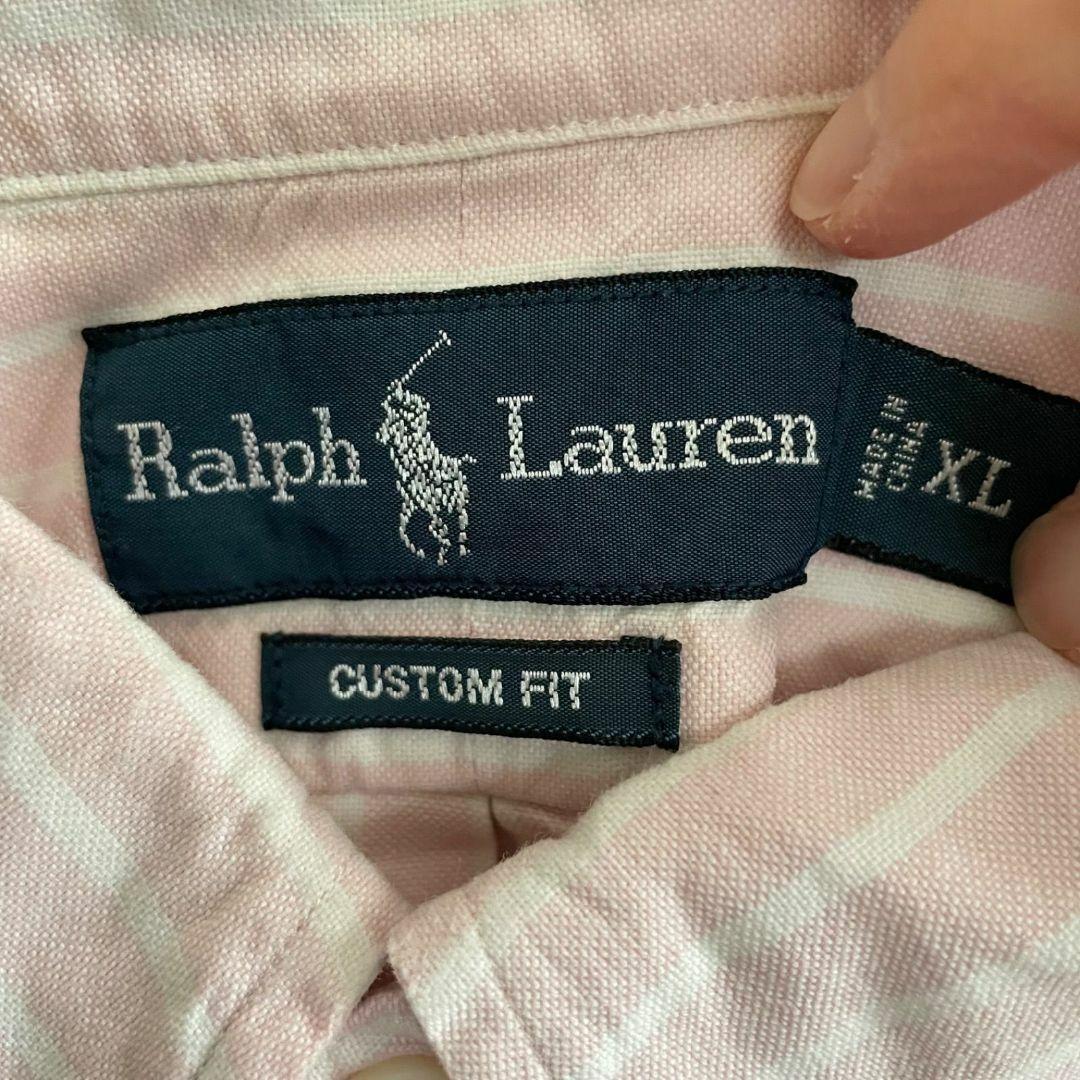 Ralph Lauren
MADE IN
CHINA
XL
CUSTOM FIT